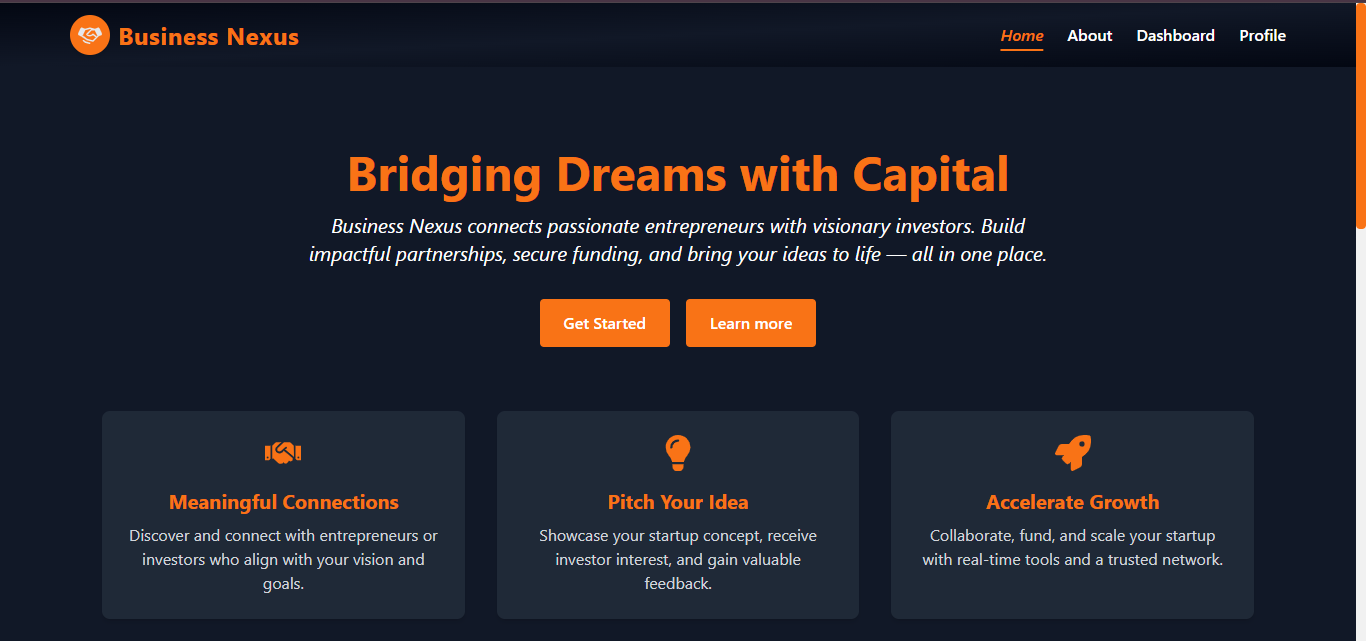 Business Nexus
Home About Dashboard Profile
Bridging Dreams with Capital
Business Nexus connects passionate entrepreneurs with visionary investors. Build
impactful partnerships, secure funding, and bring your ideas to life — all in one place.
Get Started
Learn more
Meaningful Connections
Discover and connect with entrepreneurs or
investors who align with your vision and
goals.
Pitch Your Idea
Showcase your startup concept, receive
investor interest, and gain valuable
feedback.
Accelerate Growth
Collaborate, fund, and scale your startup
with real-time tools and a trusted network.